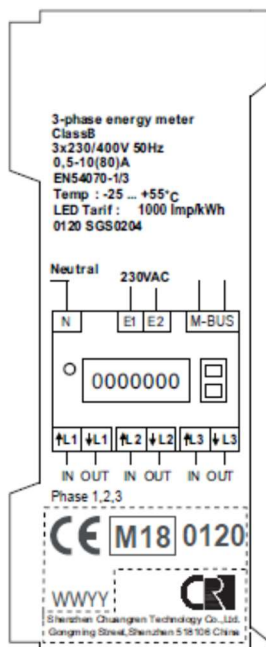 3-phase energy meter
ClassB
3x230/400V 50Hz
0,5-10(80)A
EN54070-1/3
Temp : -25 ... +55°C
LED Tarif : 1000 Imp/kWh
0120 SGS0204
Neutral
230VAC
N E1 E2 M-BUS
0000000
↑L1 ↓L1 ↑L2 ↓L2 ↑L3 ↓L3
IN OUT IN OUT IN OUT
Phase 1,2,3
CE M18 0120
WWYY CR
Shenzhen Chuangren Technology Co.,Ltd.
Gongming Street,Shenzhen 518106 China